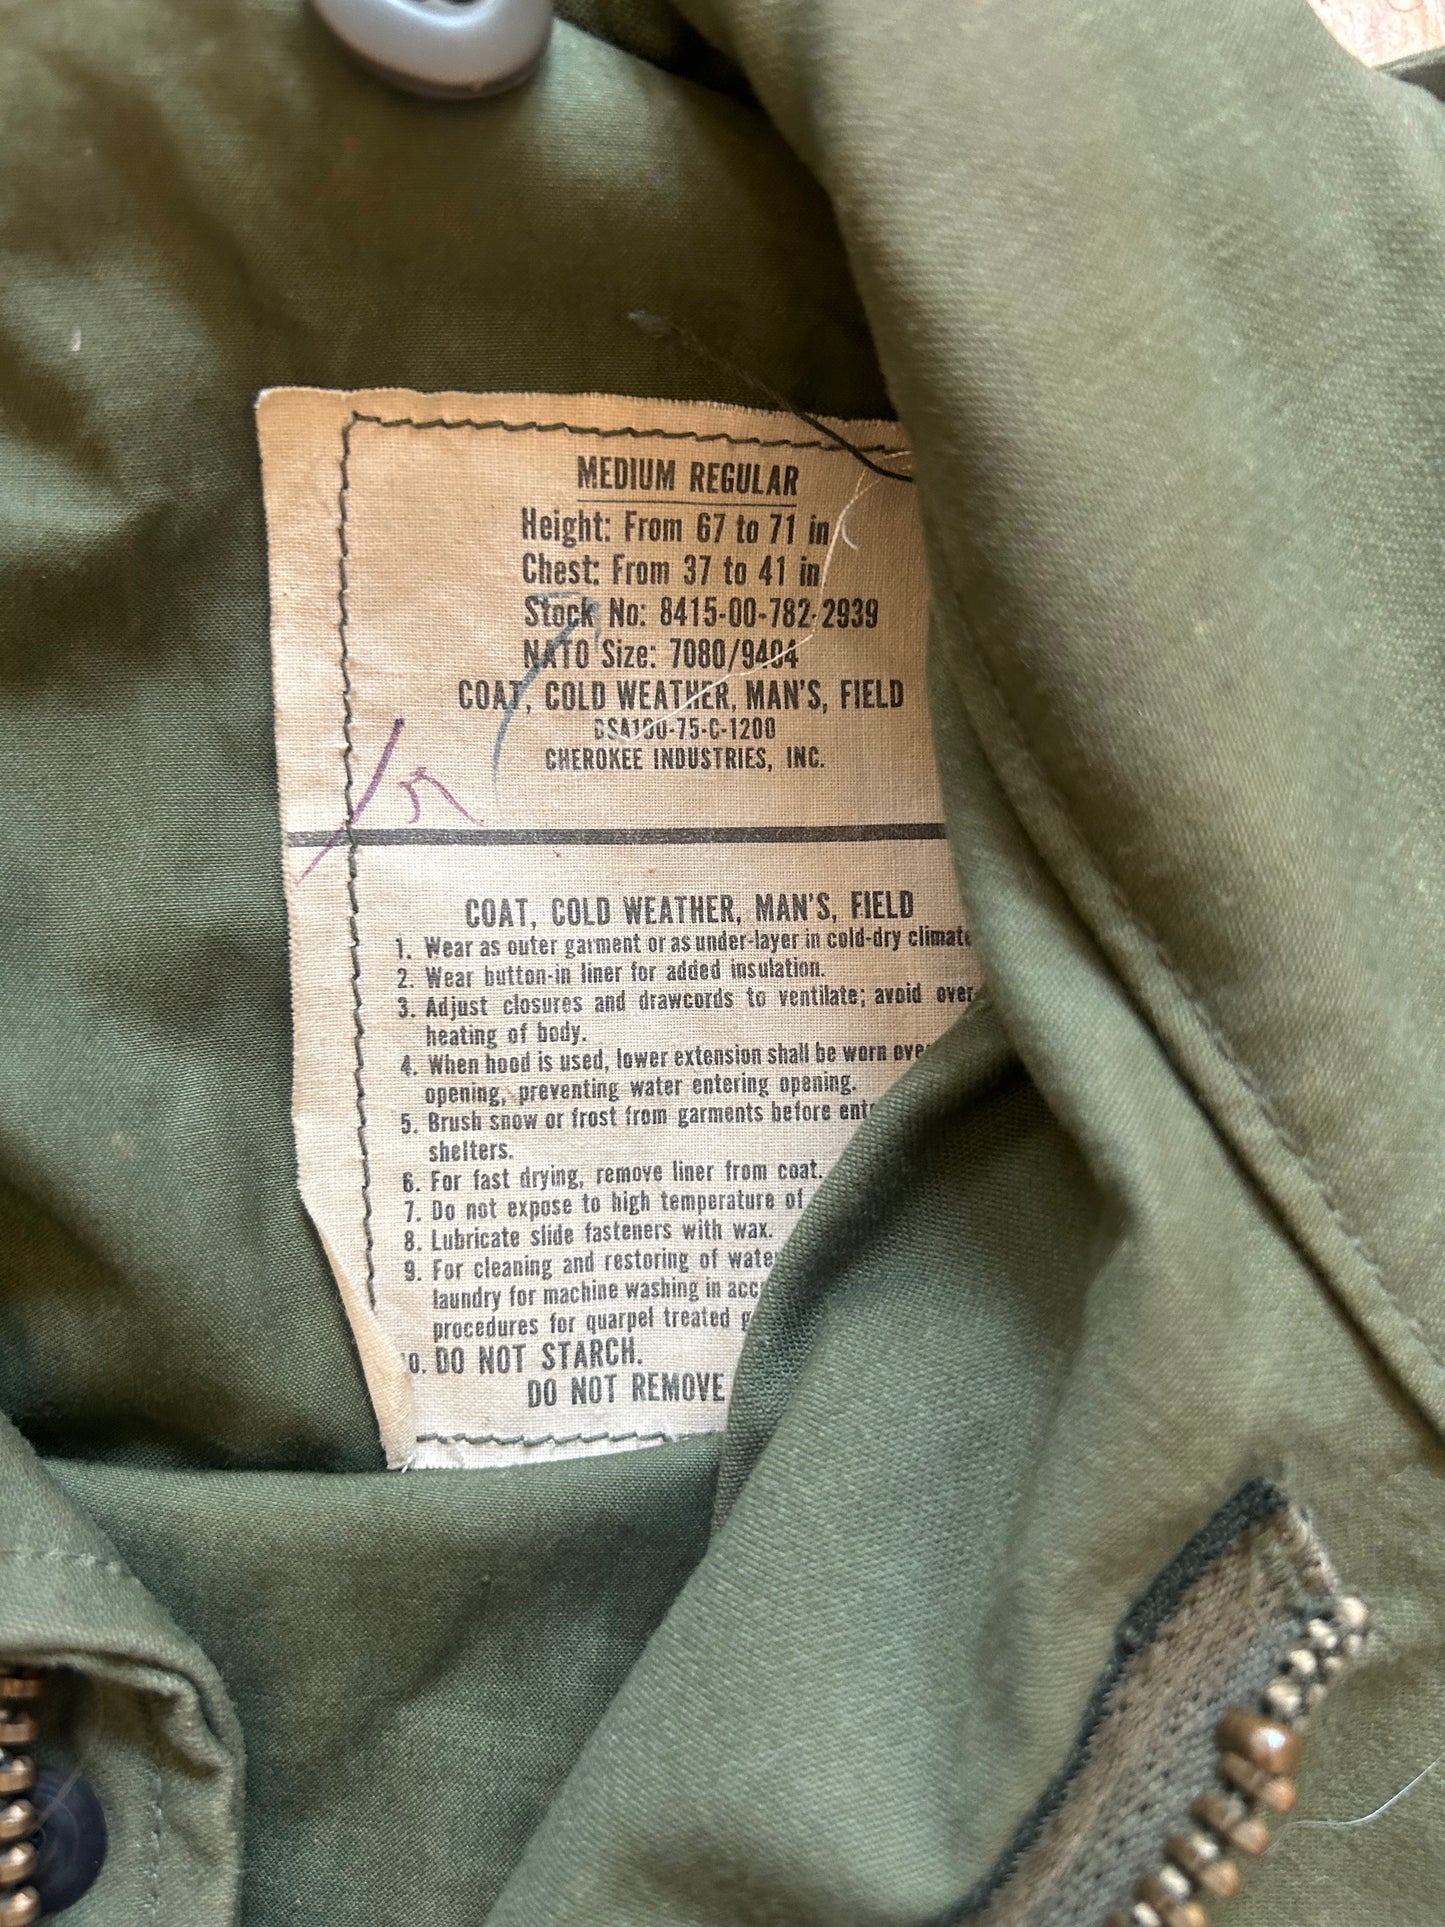 MEDIUM REGULAR
Height: From 67 to 71 in
Chest: From 37 to 41 in
Stock No: 8415-00-782-2939
NATO Size: 7080/9404
COAT, COLD WEATHER, MAN'S, FIELD
DSA100-75-C-1200
CHEROKEE INDUSTRIES, INC.
COAT, COLD WEATHER, MAN'S, FIELD
1. Wear as outer garment or as under-layer in cold-dry climate
2. Wear button-in liner for added insulation.
3. Adjust closures and drawcords to ventilate; avoid over-
heating of body.
4. When hood is used, lower extension shall be worn over
opening, preventing water entering opening.
5. Brush snow or frost from garments before ent
shelters.
6. For fast drying, remove liner from coat.
7. Do not expose to high temperature of
8. Lubricate slide fasteners with wax.
9. For cleaning and restoring of wate
laundry for machine washing in acc
procedures for quarpel treated g
10. DO NOT STARCH.
DO NOT REMOVE